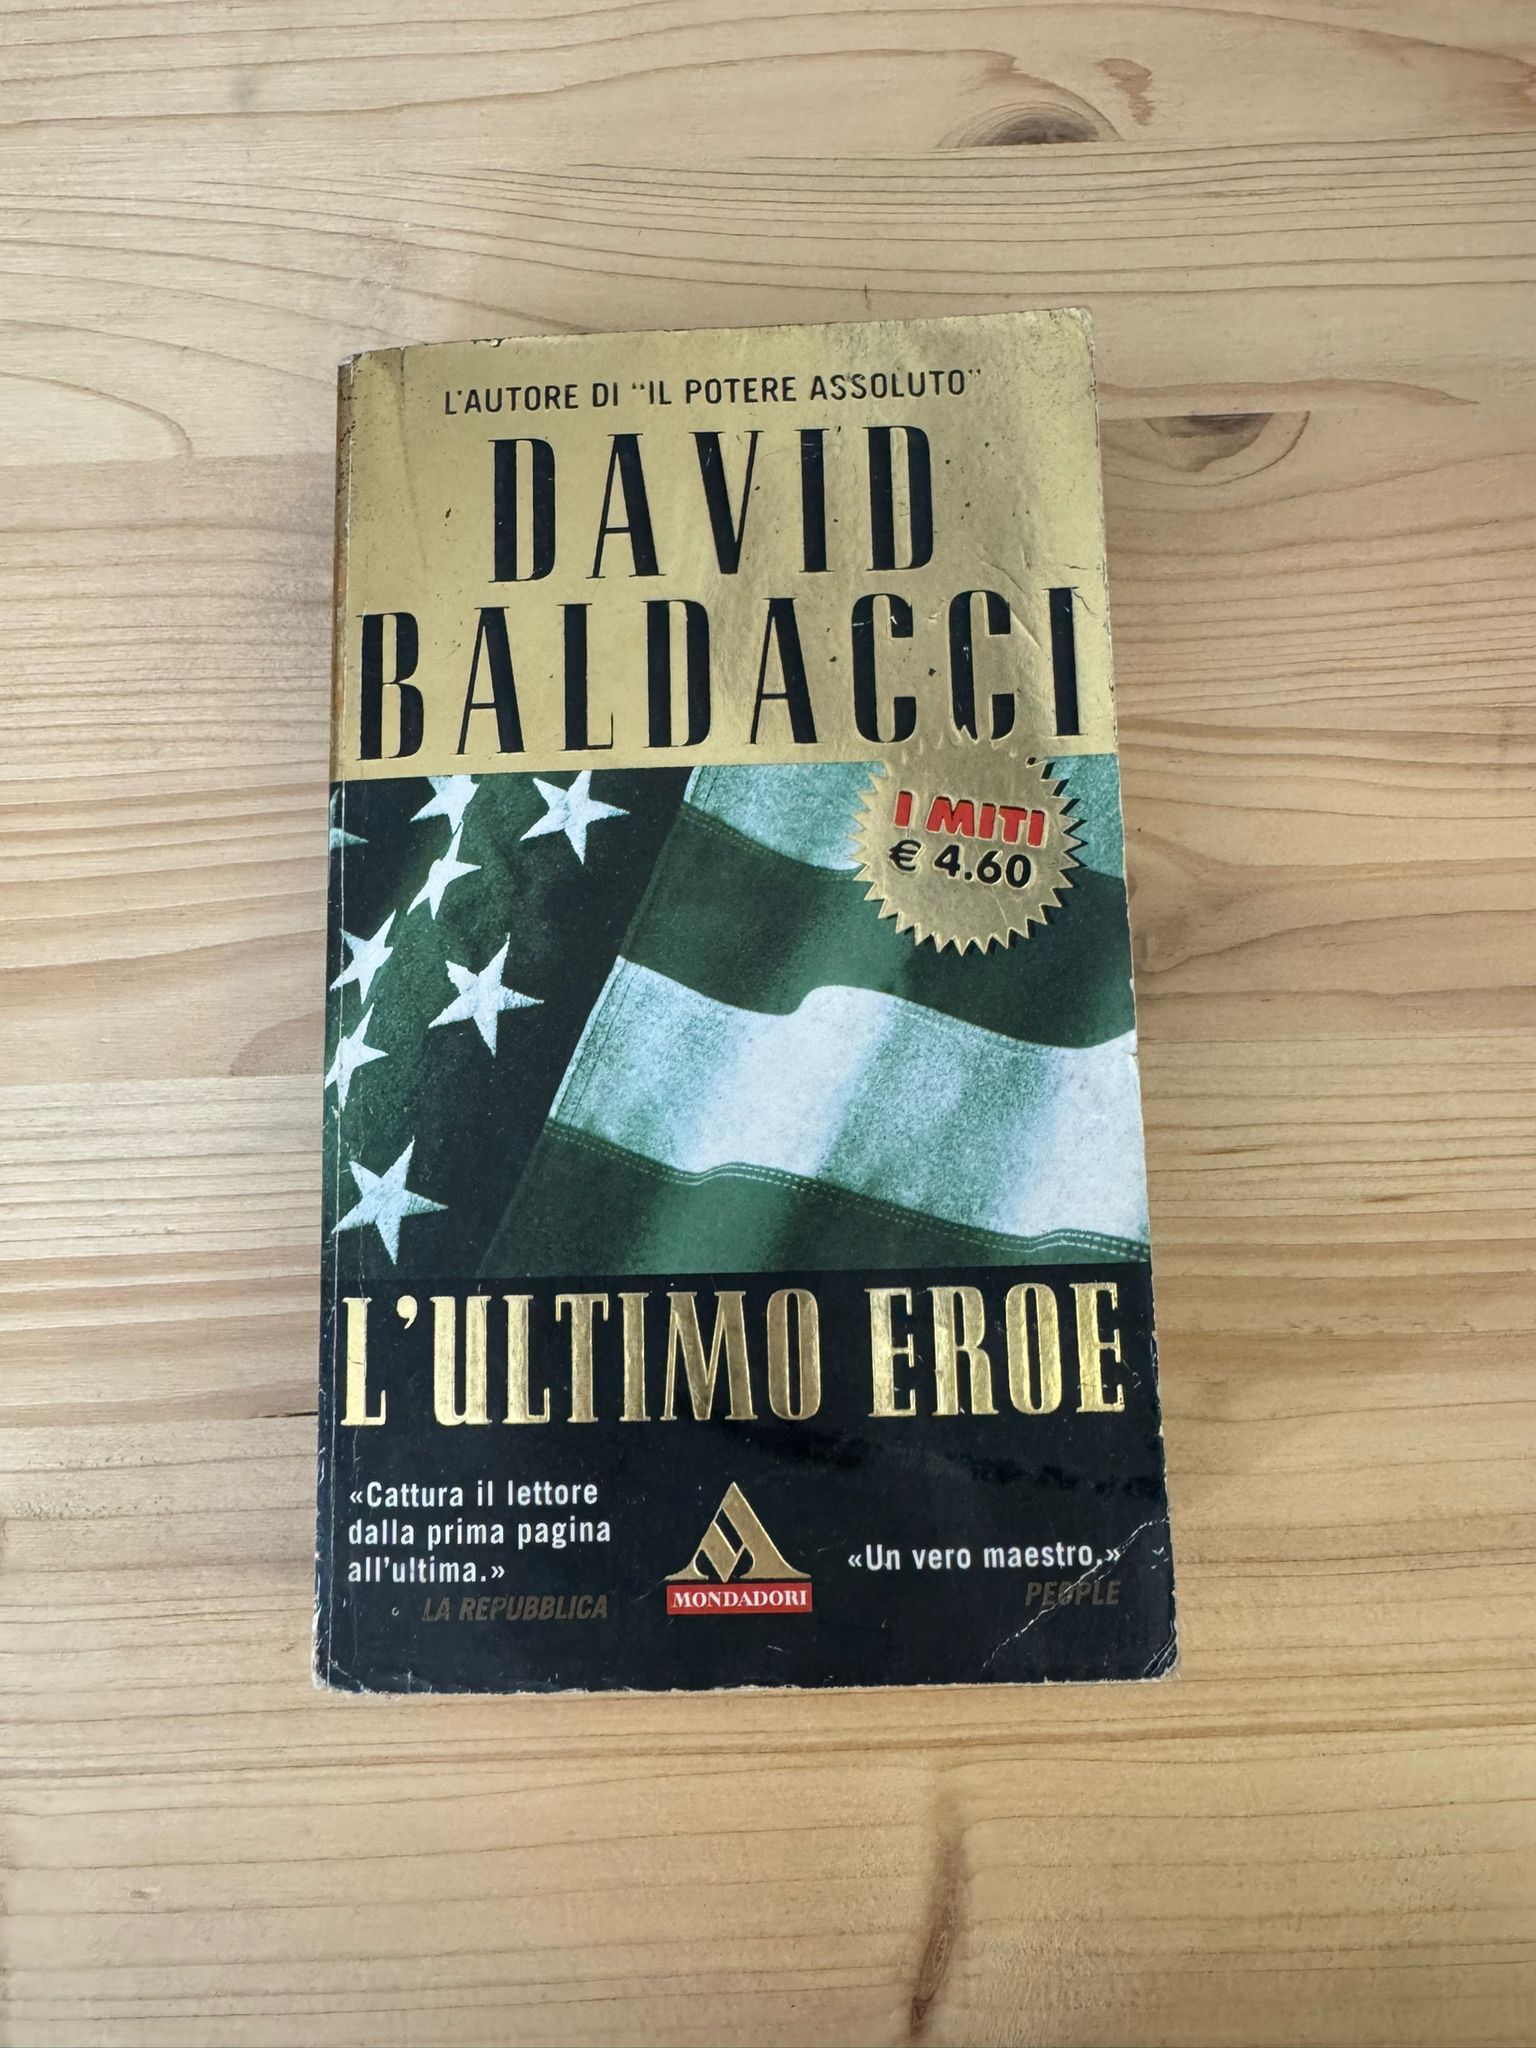 L'AUTORE DI "IL POTERE ASSOLUTO"
DAVID
BALDACCI
I MITI
€ 4.60
L'ULTIMO EROE
«Cattura il lettore
dalla prima pagina
all'ultima.»
LA REPUBBLICA
MONDADORI
«Un vero maestro.»
PEOPLE